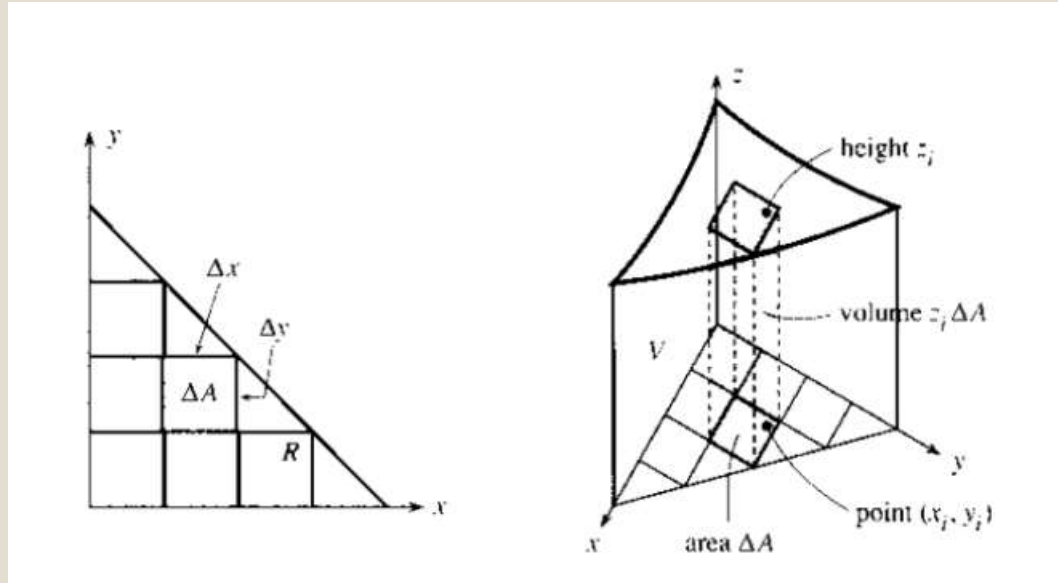 y
Δx
Δy
ΔA
R
x
z
height zᵢ
volume zᵢ ΔA
V
y
point (xᵢ, yᵢ)
x
area ΔA